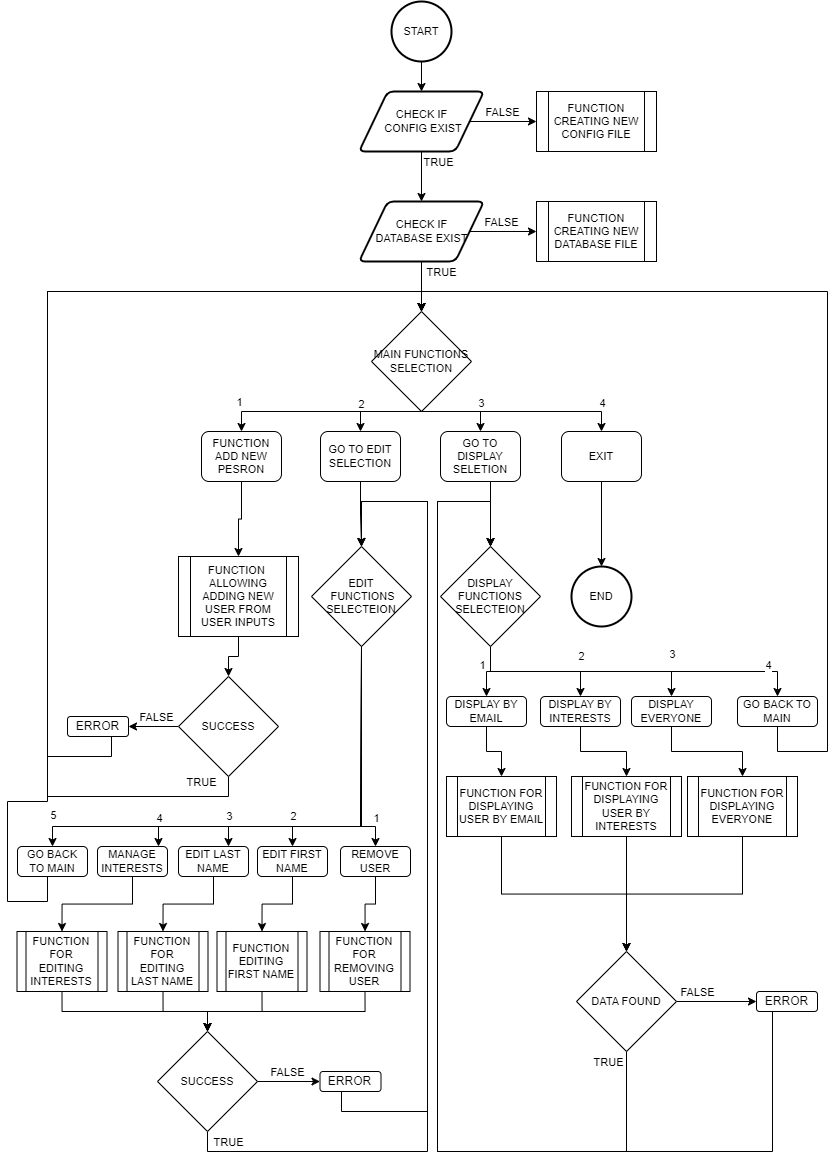 START
CHECK IF
CONFIG EXIST
FALSE
FUNCTION
CREATING NEW
CONFIG FILE
TRUE
CHECK IF
DATABASE EXIST
FALSE
FUNCTION
CREATING NEW
DATABASE FILE
TRUE
MAIN FUNCTIONS
SELECTION
1
2
3
4
FUNCTION
ADD NEW
PESRON
GO TO EDIT
SELECTION
GO TO
DISPLAY
SELETION
EXIT
FUNCTION
ALLOWING
ADDING NEW
USER FROM
USER INPUTS
EDIT
FUNCTIONS
SELECTEION
DISPLAY
FUNCTIONS
SELECTEION
END
1
2
3
4
DISPLAY BY
EMAIL
DISPLAY BY
INTERESTS
DISPLAY
EVERYONE
GO BACK TO
MAIN
ERROR
FALSE
SUCCESS
TRUE
FUNCTION FOR
DISPLAYING
USER BY EMAIL
FUNCTION FOR
DISPLAYING
USER BY
INTERESTS
FUNCTION FOR
DISPLAYING
EVERYONE
5
4
3
2
1
GO BACK
TO MAIN
MANAGE
INTERESTS
EDIT LAST
NAME
EDIT FIRST
NAME
REMOVE
USER
FUNCTION
FOR
EDITING
INTERESTS
FUNCTION
FOR
EDITING
LAST NAME
FUNCTION
EDITING
FIRST NAME
FUNCTION
FOR
REMOVING
USER
DATA FOUND
FALSE
ERROR
TRUE
SUCCESS
FALSE
ERROR
TRUE